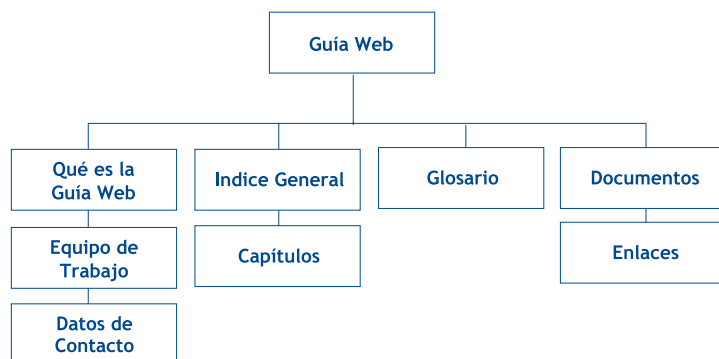 Guía Web
Qué es la
Guía Web
Indice General
Glosario
Documentos
Equipo de
Trabajo
Capítulos
Enlaces
Datos de
Contacto